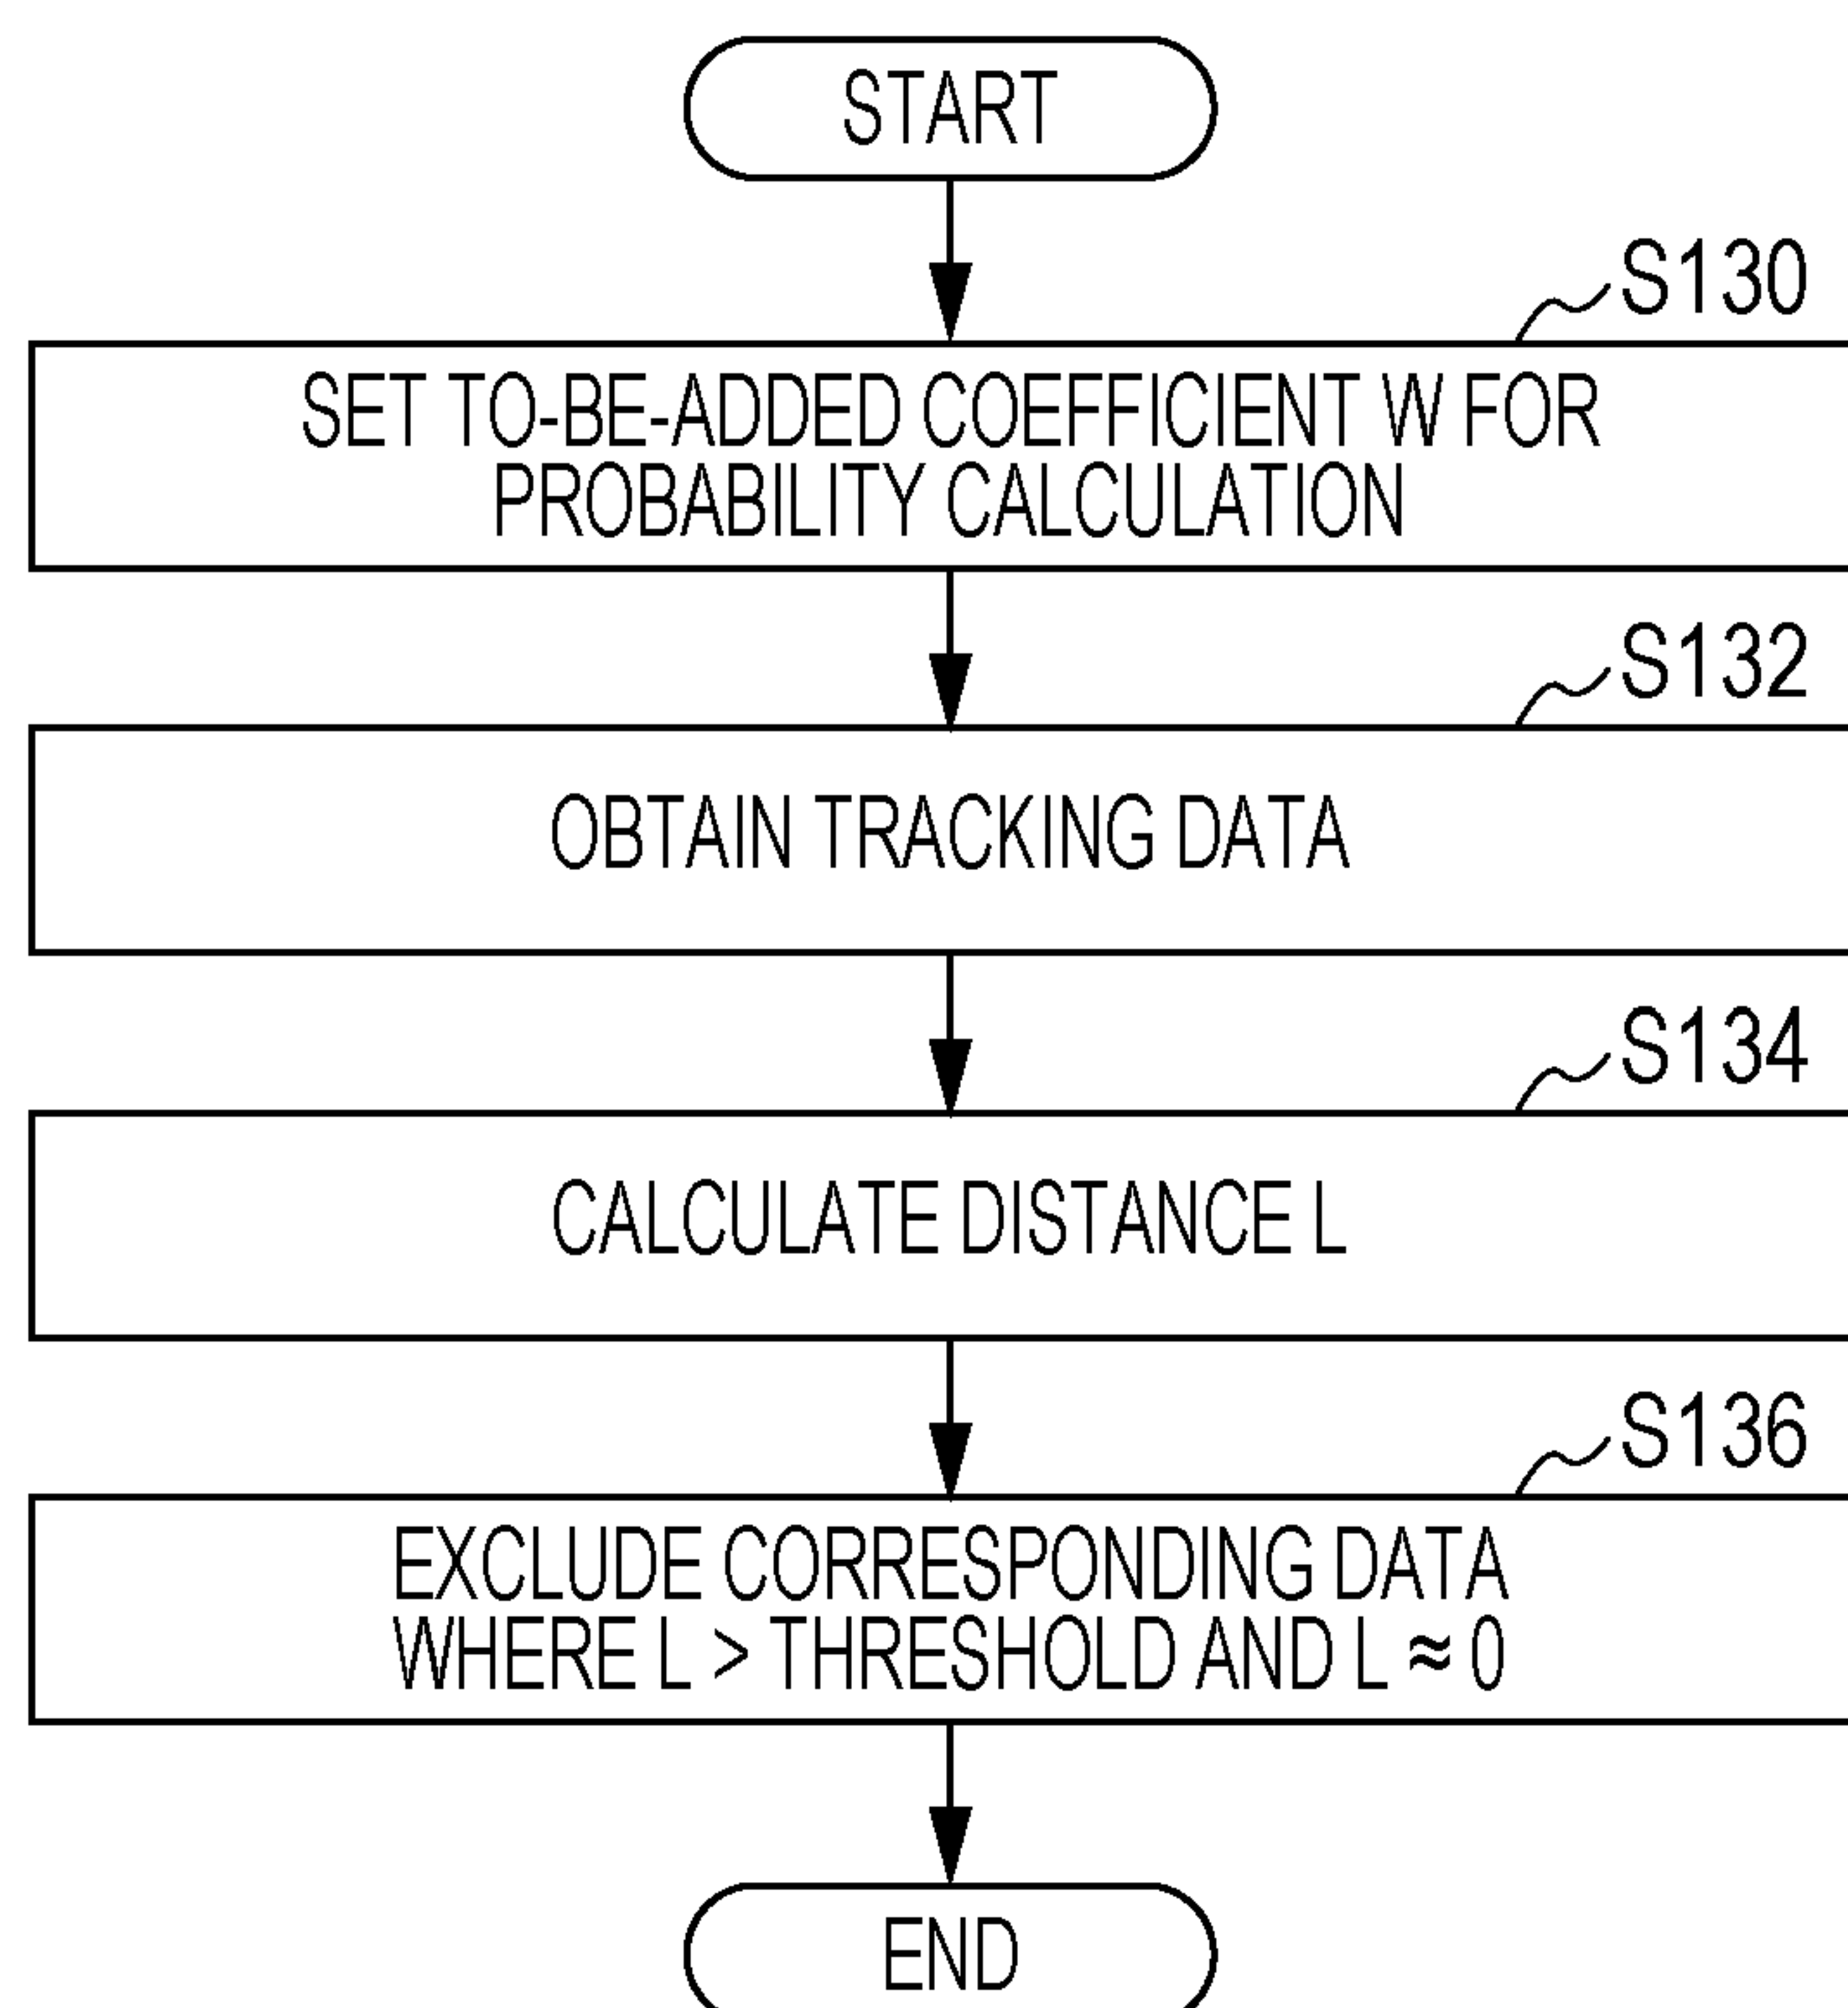 START
S130
SET TO-BE-ADDED COEFFICIENT W FOR
PROBABILITY CALCULATION
S132
OBTAIN TRACKING DATA
S134
CALCULATE DISTANCE L
S136
EXCLUDE CORRESPONDING DATA
WHERE L > THRESHOLD AND L ≈ 0
END